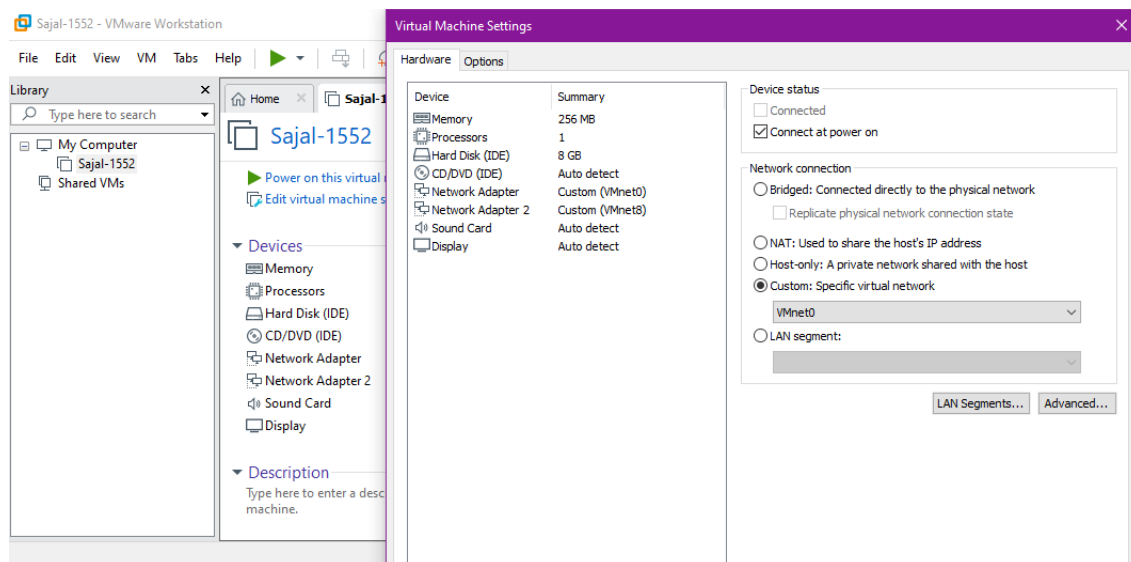 Sajal-1552 - VMware Workstation
File Edit View VM Tabs Help
Library
Type here to search
My Computer
Sajal-1552
Shared VMs
Home
Sajal-1
Sajal-1552
Power on this virtual
Edit virtual machine s
Devices
Memory
Processors
Hard Disk (IDE)
CD/DVD (IDE)
Network Adapter
Network Adapter 2
Sound Card
Display
Description
Type here to enter a desc
machine.
Virtual Machine Settings
Hardware Options
Device Summary
Memory 256 MB
Processors 1
Hard Disk (IDE) 8 GB
CD/DVD (IDE) Auto detect
Network Adapter Custom (VMnet0)
Network Adapter 2 Custom (VMnet8)
Sound Card Auto detect
Display Auto detect
Device status
Connected
Connect at power on
Network connection
Bridged: Connected directly to the physical network
Replicate physical network connection state
NAT: Used to share the host's IP address
Host-only: A private network shared with the host
Custom: Specific virtual network
VMnet0
LAN segment:
LAN Segments... Advanced...